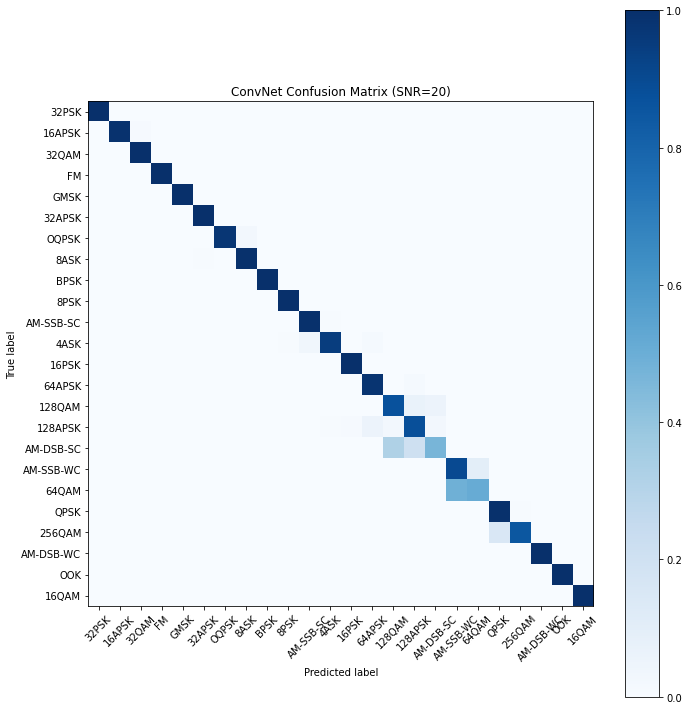 ConvNet Confusion Matrix (SNR=20)
True label
32PSK
16APSK
32QAM
FM
GMSK
32APSK
OQPSK
8ASK
BPSK
8PSK
AM-SSB-SC
4ASK
16PSK
64APSK
128QAM
128APSK
AM-DSB-SC
AM-SSB-WC
64QAM
QPSK
256QAM
AM-DSB-WC
OOK
16QAM
32PSK
16APSK
32QAM
FM
GMSK
32APSK
OQPSK
8ASK
BPSK
8PSK
AM-SSB-SC
4ASK
16PSK
64APSK
128QAM
128APSK
AM-DSB-SC
AM-SSB-WC
64QAM
QPSK
256QAM
AM-DSB-WC
OOK
16QAM
Predicted label
1.0
0.8
0.6
0.4
0.2
0.0